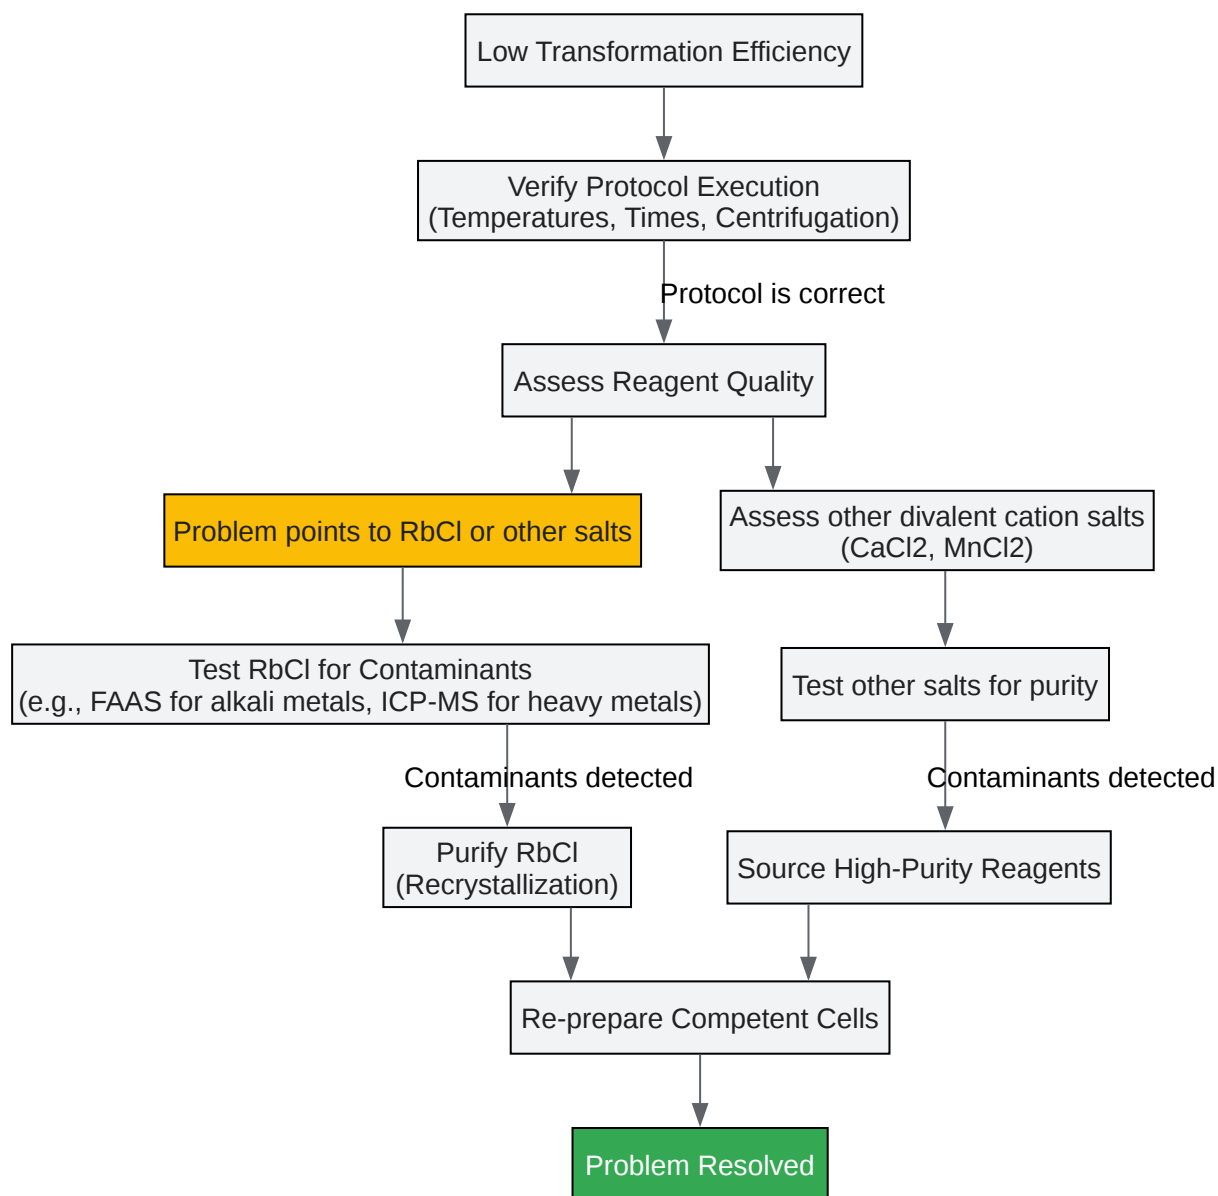 Low Transformation Efficiency
Verify Protocol Execution
(Temperatures, Times, Centrifugation)
Protocol is correct
Assess Reagent Quality
Problem points to RbCl or other salts
Assess other divalent cation salts
(CaCl2, MnCl2)
Test RbCl for Contaminants
(e.g., FAAS for alkali metals, ICP-MS for heavy metals)
Test other salts for purity
Contaminants detected
Contaminants detected
Purify RbCl
(Recrystallization)
Source High-Purity Reagents
Re-prepare Competent Cells
Problem Resolved